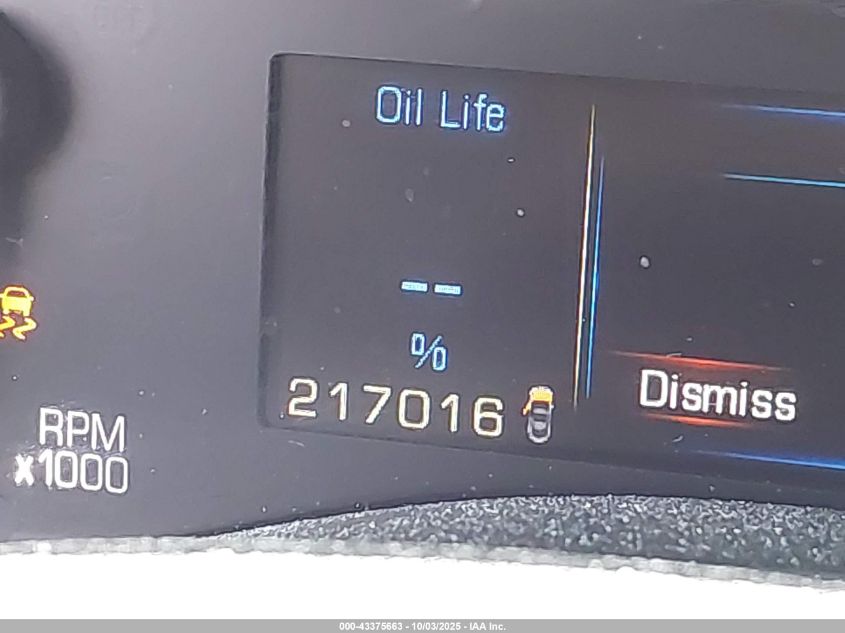 Oil Life
-- 
%
217016
Dismiss
RPM
x1000
000-43375663 - 10/03/2025 - IAA Inc.